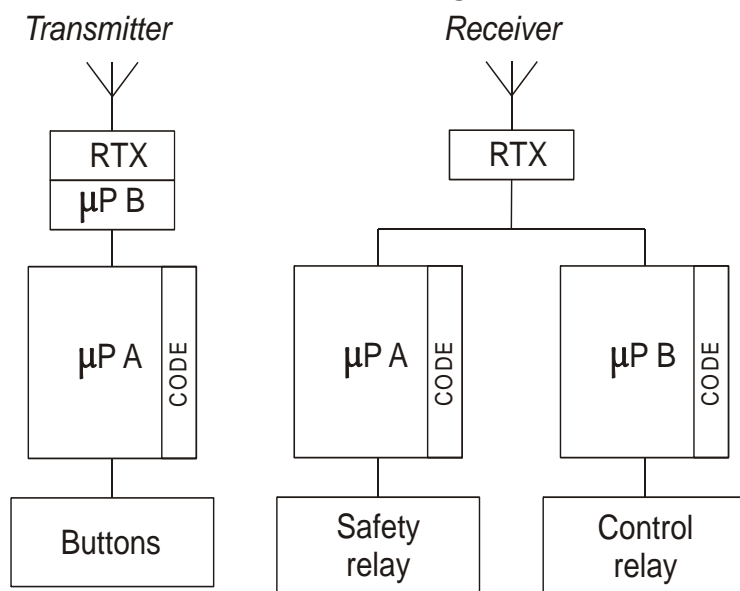 Transmitter
RTX
µP B
µP A
CODE
Buttons
Receiver
RTX
µP A
CODE
µP B
CODE
Safety
relay
Control
relay